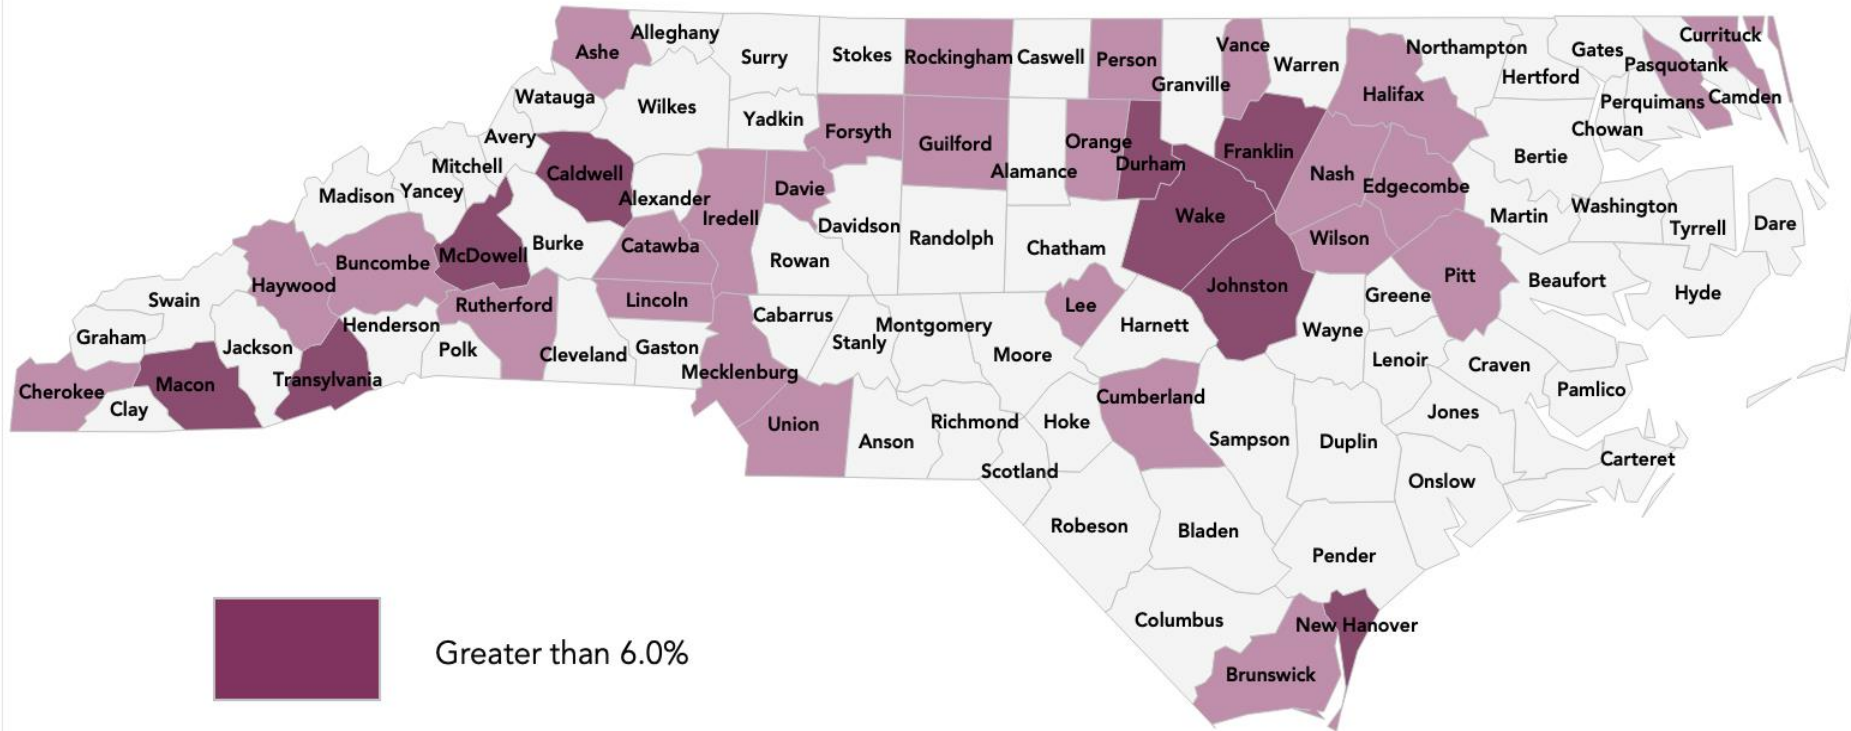 Ashe
Alleghany
Surry
Stokes
Rockingham
Caswell
Person
Granville
Vance
Warren
Halifax
Northampton
Hertford
Gates
Pasquotank
Currituck
Camden
Perquimans
Chowan
Bertie
Watauga
Wilkes
Yadkin
Forsyth
Guilford
Alamance
Orange
Durham
Franklin
Nash
Edgecombe
Martin
Washington
Tyrrell
Dare
Avery
Mitchell
Yancey
Madison
Caldwell
Alexander
Iredell
Davie
Davidson
Randolph
Chatham
Wake
Wilson
Pitt
Beaufort
Hyde
Haywood
Buncombe
McDowell
Burke
Catawba
Rowan
Swain
Rutherford
Lincoln
Cabarrus
Stanly
Montgomery
Moore
Lee
Harnett
Johnston
Wayne
Greene
Graham
Jackson
Henderson
Polk
Cleveland
Gaston
Mecklenburg
Lenoir
Craven
Pamlico
Cherokee
Clay
Macon
Transylvania
Union
Anson
Richmond
Scotland
Hoke
Cumberland
Sampson
Duplin
Jones
Onslow
Carteret
Robeson
Bladen
Pender
Columbus
New Hanover
Brunswick
Greater than 6.0%